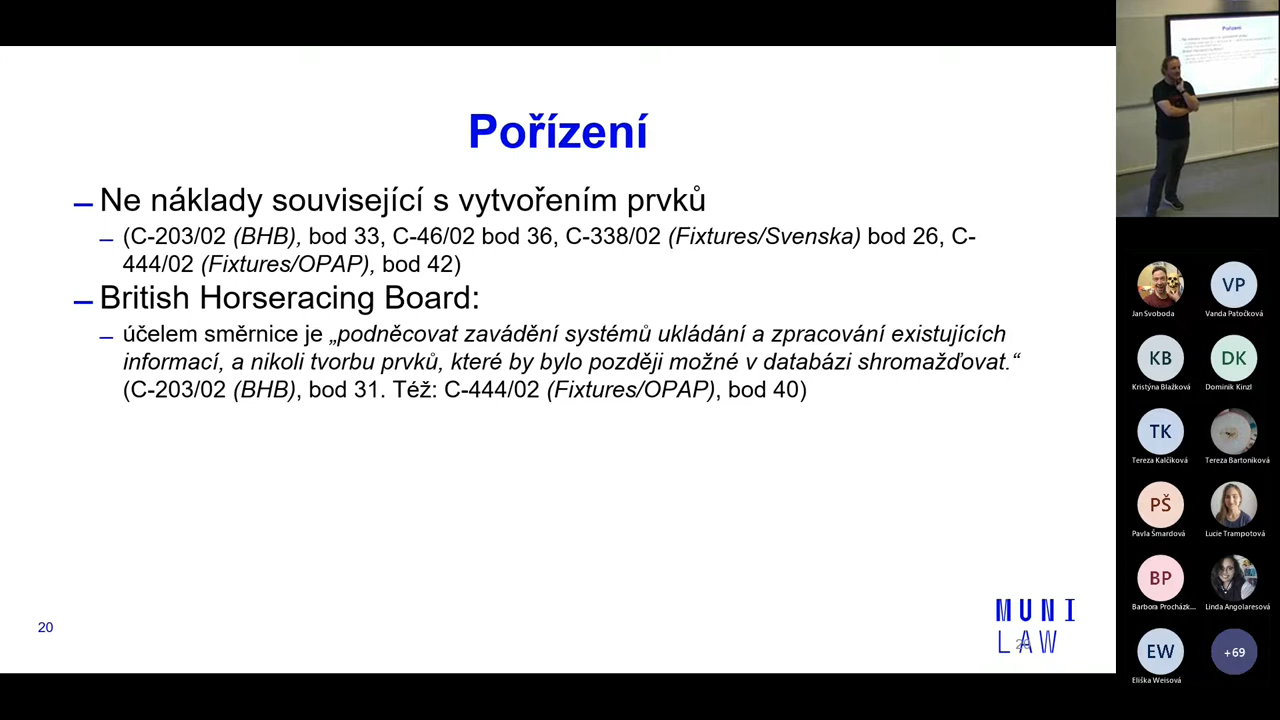 Pořízení
– Ne náklady související s vytvořením prvků
– (C-203/02 (BHB), bod 33, C-46/02 bod 36, C-338/02 (Fixtures/Svenska) bod 26, C-
444/02 (Fixtures/OPAP), bod 42)
– British Horseracing Board:
– účelem směrnice je „podněcovat zavádění systémů ukládání a zpracování existujících
informací, a nikoli tvorbu prvků, které by bylo později možné v databázi shromažďovat.“
(C-203/02 (BHB), bod 31. Též: C-444/02 (Fixtures/OPAP), bod 40)
20
MUNI
LAW
Pořízení
Jan Svoboda
VP
Vanda Patočková
KB
Kristýna Blažková
DK
Dominik Kinzl
TK
Tereza Kalčíková
Tereza Bartoníková
PŠ
Pavla Šmardová
Lucie Trampotová
BP
Barbora Procházk...
Linda Angolaresová
EW
Eliška Weisová
+69